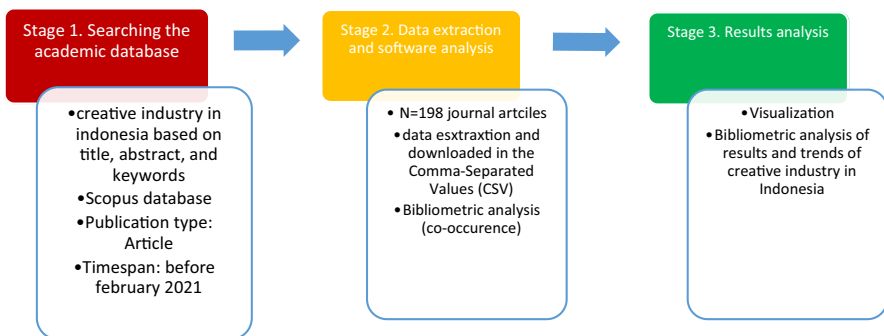 Stage 1. Searching the
academic database
•creative industry in
indonesia based on
title, abstract, and
keywords
•Scopus database
•Publication type:
Article
•Timespan: before
february 2021
Stage 2. Data extraction
and software analysis
• N=198 journal artciles
•data esxtraxtion and
downloaded in the
Comma-Separated
Values (CSV)
•Bibliometric analysis
(co-occurence)
Stage 3. Results analysis
•Visualization
•Bibliometric analysis of
results and trends of
creative industry in
Indonesia